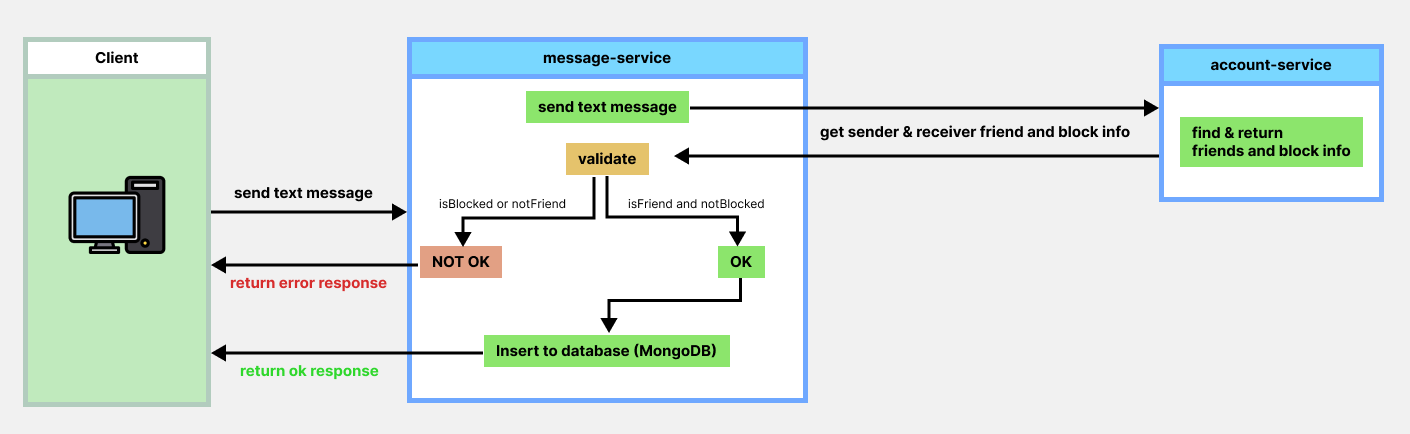 Client
message-service
account-service
send text message
get sender & receiver friend and block info
find & return
friends and block info
validate
send text message
isBlocked or notFriend
isFriend and notBlocked
NOT OK
OK
return error response
Insert to database (MongoDB)
return ok response